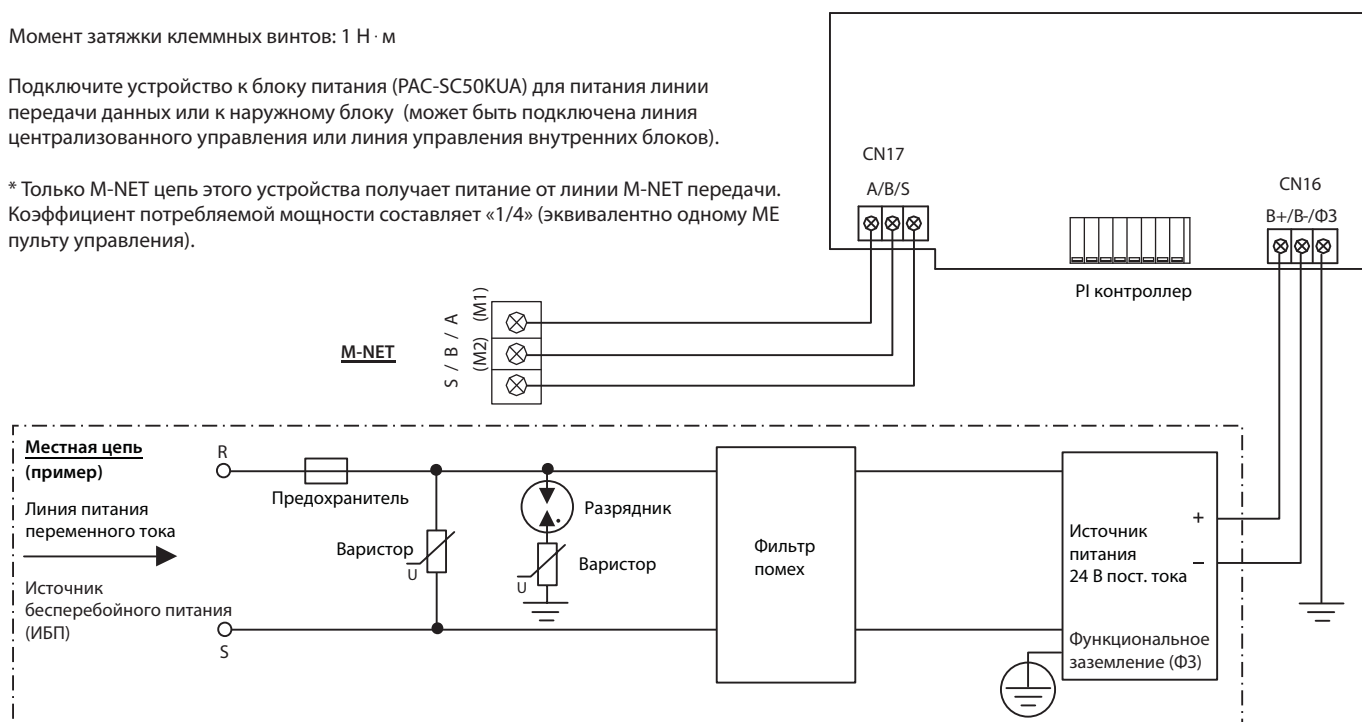 Момент затяжки клеммных винтов: 1 Н · м
Подключите устройство к блоку питания (PAC-SC50KUA) для питания линии
передачи данных или к наружному блоку (может быть подключена линия
централизованного управления или линия управления внутренних блоков).
* Только M-NET цепь этого устройства получает питание от линии M-NET передачи.
Коэффициент потребляемой мощности составляет «1/4» (эквивалентно одному ME
пульту управления).
CN17
A/B/S
CN16
B+/B-/ФЗ
PI контроллер
M-NET
S / B / A
(M2) (M1)
Местная цепь
(пример)
Линия питания
переменного тока
Источник
бесперебойного питания
(ИБП)
R
S
Предохранитель
Варистор
U
Разрядник
Варистор
U
Фильтр
помех
+
–
Источник
питания
24 В пост. тока
Функциональное
заземление (ФЗ)